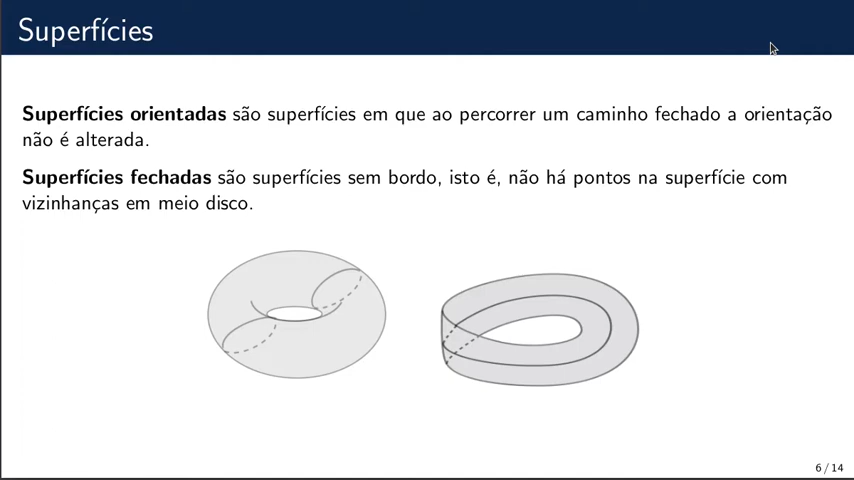 Superfícies
Superfícies orientadas são superfícies em que ao percorrer um caminho fechado a orientação
não é alterada.
Superfícies fechadas são superfícies sem bordo, isto é, não há pontos na superfície com
vizinhanças em meio disco.
6 / 14